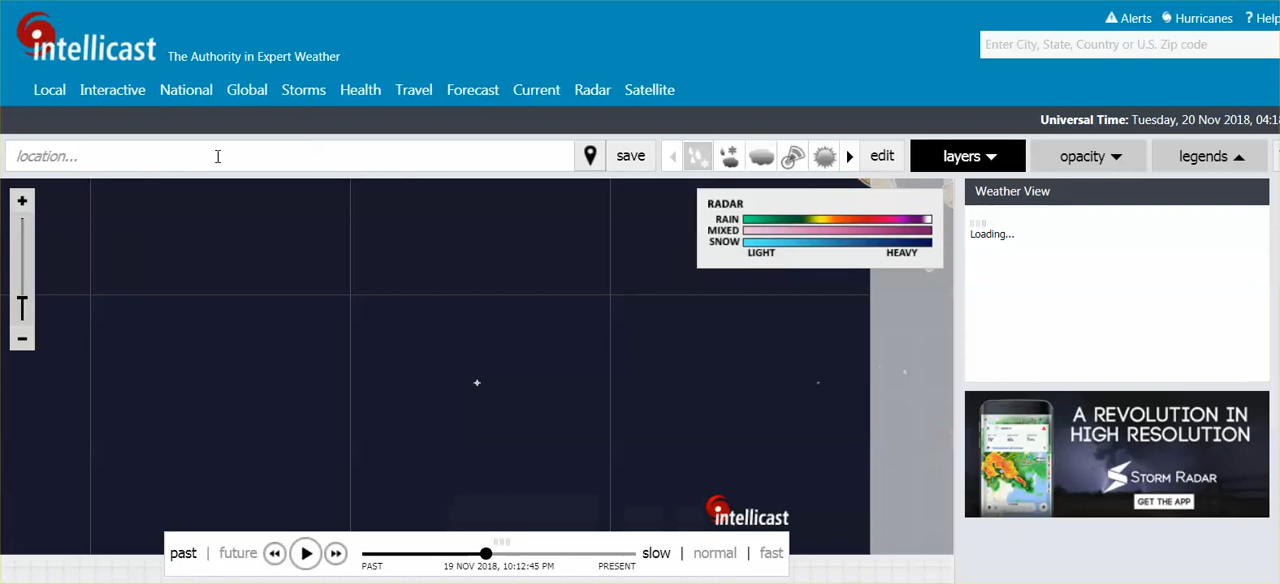 Alerts Hurricanes ? Help
intellicast The Authority in Expert Weather
Enter City, State, Country or U.S. Zip code
Local Interactive National Global Storms Health Travel Forecast Current Radar Satellite
Universal Time: Tuesday, 20 Nov 2018, 04:18
location... save edit layers opacity legends
+
-
RADAR
RAIN
MIXED
SNOW
LIGHT HEAVY
Weather View
Loading...
A REVOLUTION IN
HIGH RESOLUTION
STORM RADAR
GET THE APP
intellicast
past | future slow | normal | fast
PAST 19 NOV 2018, 10:12:45 PM PRESENT